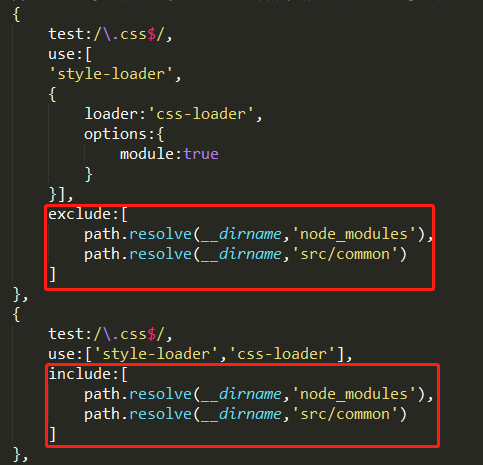 {
test:/\.css$/,
use:[
'style-loader',
{
loader:'css-loader',
options:{
module:true
}
}],
exclude:[
path.resolve(__dirname,'node_modules'),
path.resolve(__dirname,'src/common')
]
},
{
test:/\.css$/,
use:['style-loader','css-loader'],
include:[
path.resolve(__dirname,'node_modules'),
path.resolve(__dirname,'src/common')
]
},